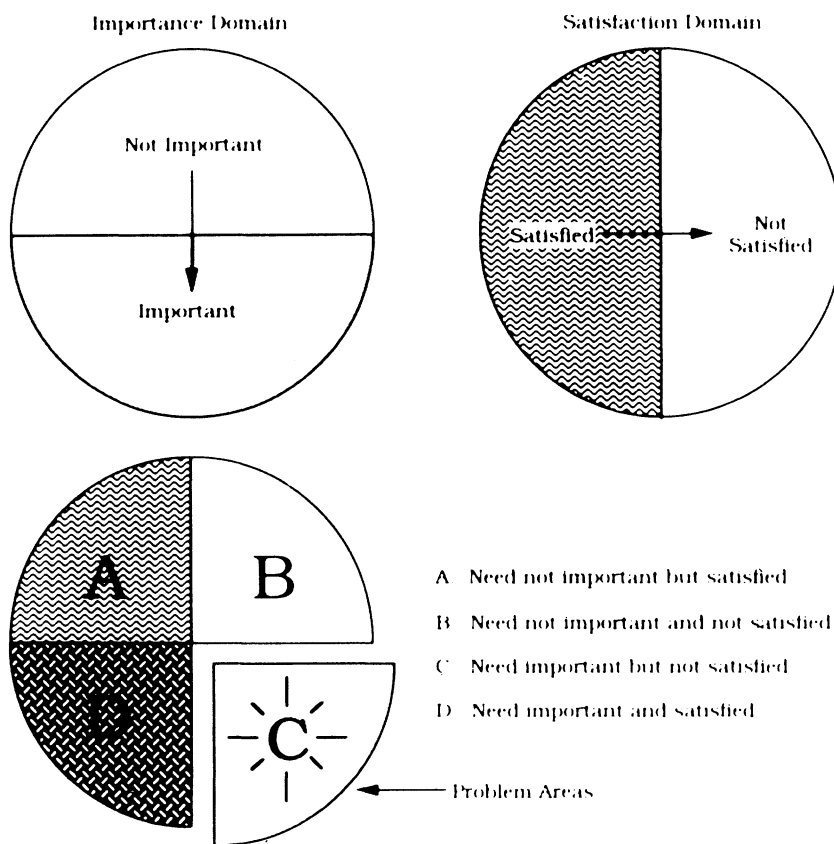 Importance Domain
Satisfaction Domain
Not Important
Important
Satisfied
Not
Satisfied
A
B
D
C
A Need not important but satisfied
B Need not important and not satisfied
C Need important but not satisfied
D Need important and satisfied
Problem Areas